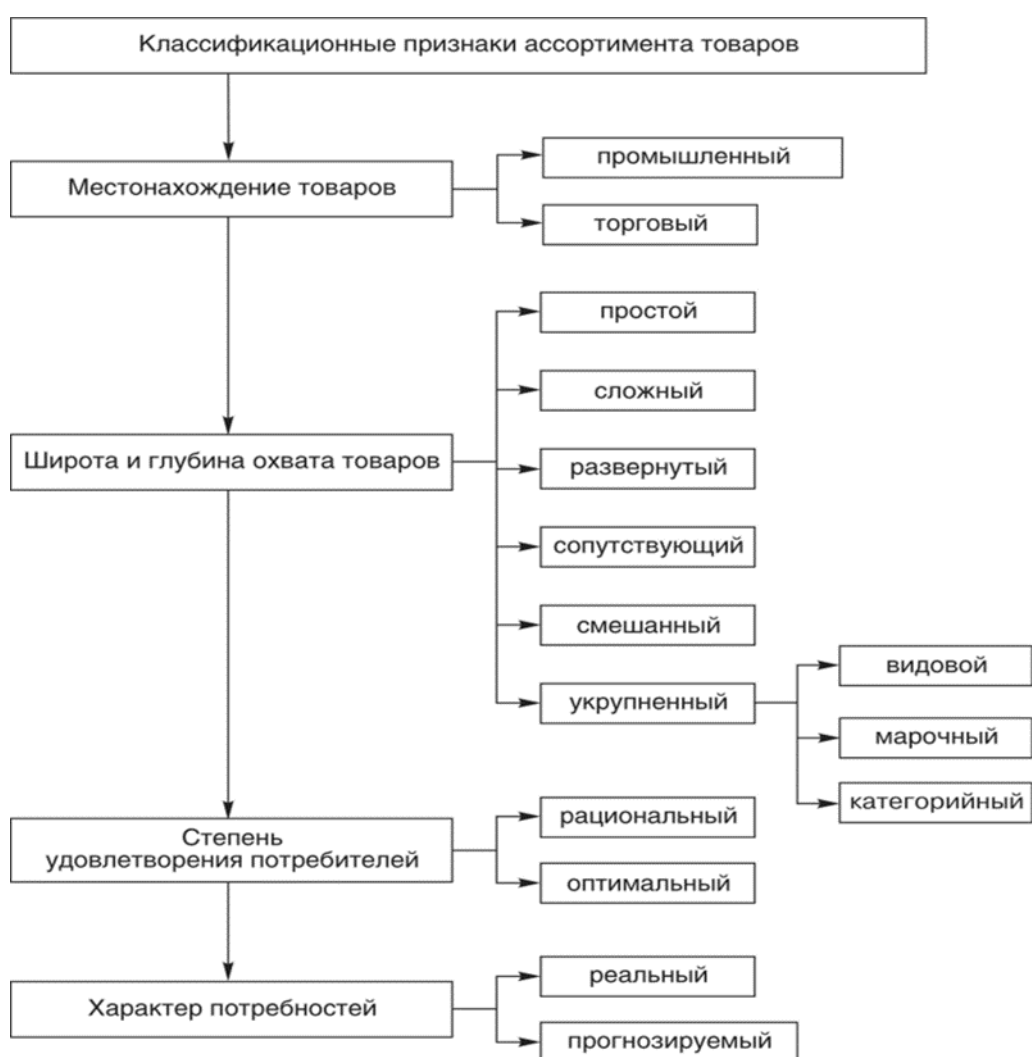 Классификационные признаки ассортимента товаров
Местонахождение товаров
промышленный
торговый
Широта и глубина охвата товаров
простой
сложный
развернутый
сопутствующий
смешанный
укрупненный
видовой
марочный
категорийный
Степень
удовлетворения потребителей
рациональный
оптимальный
Характер потребностей
реальный
прогнозируемый